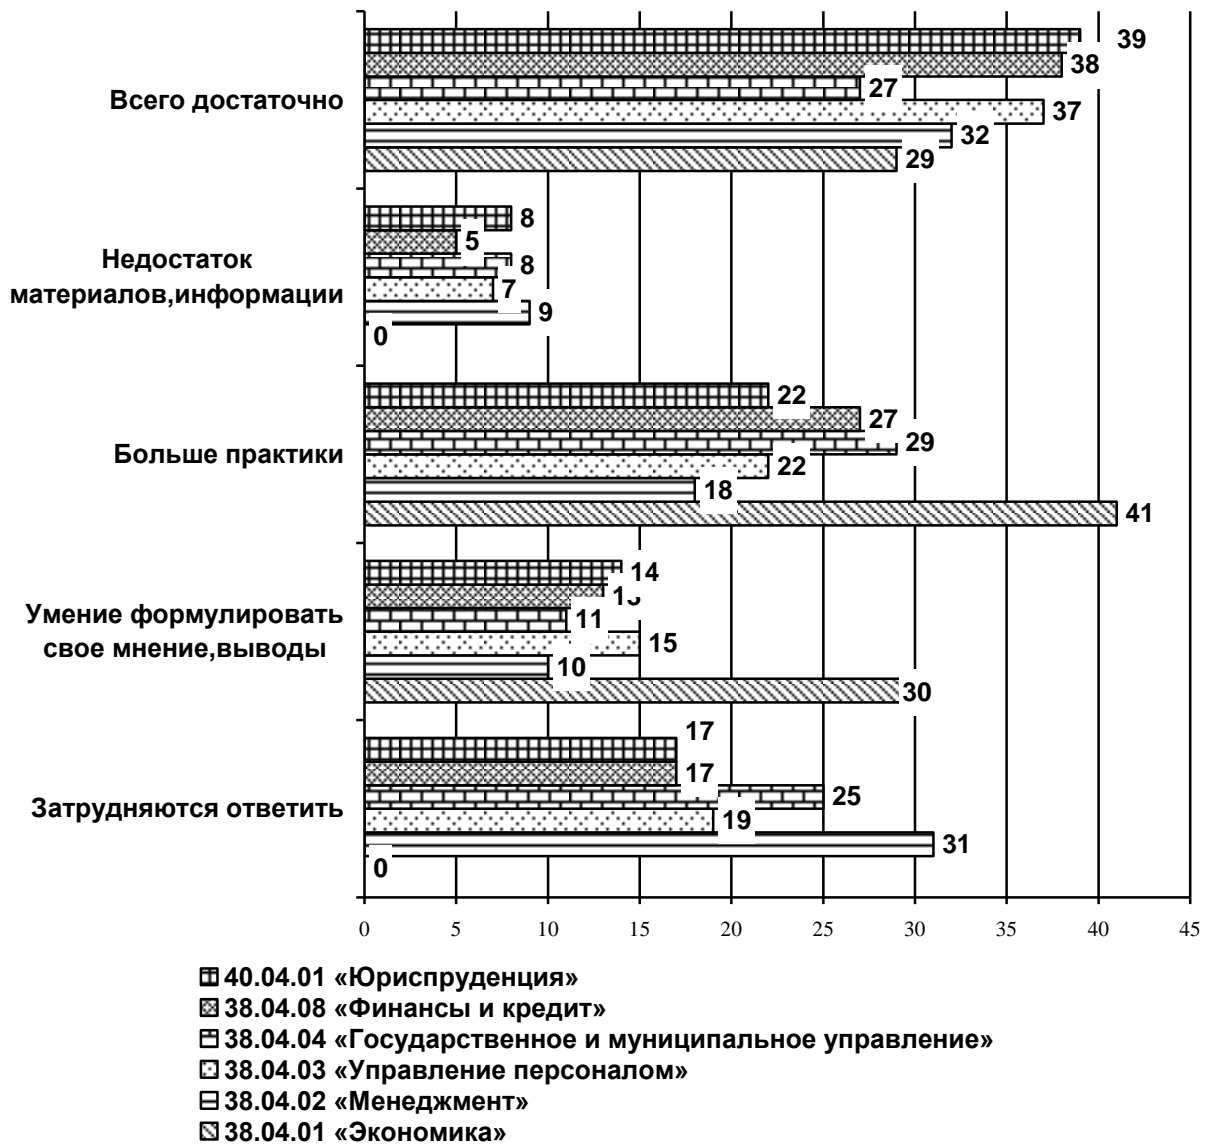 39
38
27
Всего достаточно
37
32
29
8
5
Недостаток
8
материалов,информации
7
9
0
22
27
29
Больше практики
22
18
41
14
Умение формулировать
11
свое мнение,выводы
15
10
30
17
17
25
Затрудняются ответить
19
31
0
0 5 10 15 20 25 30 35 40 45
40.04.01 «Юриспруденция»
38.04.08 «Финансы и кредит»
38.04.04 «Государственное и муниципальное управление»
38.04.03 «Управление персоналом»
38.04.02 «Менеджмент»
38.04.01 «Экономика»